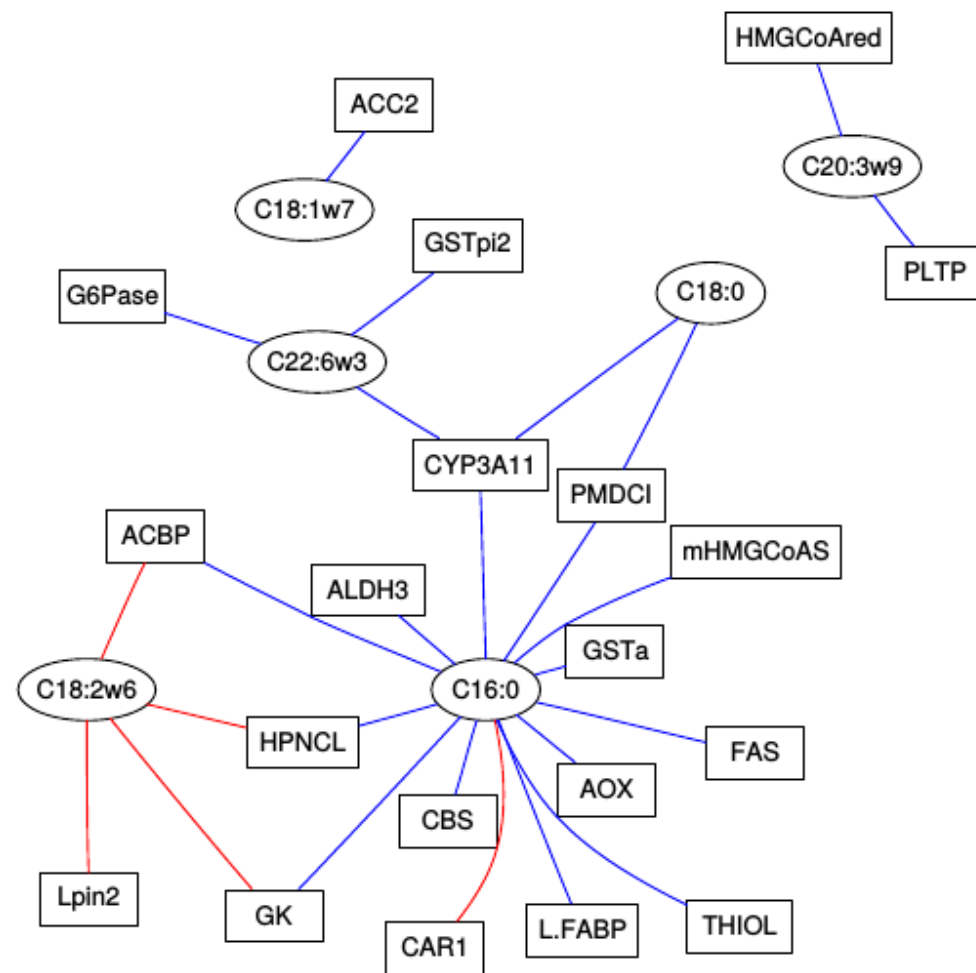 HMGCoAred
ACC2
C20:3w9
C18:1w7
GSTpi2
PLTP
G6Pase
C18:0
C22:6w3
CYP3A11
PMDCI
ACBP
mHMGCoAS
ALDH3
GSTa
C18:2w6
C16:0
HPNCL
FAS
AOX
CBS
Lpin2
GK
L.FABP
THIOL
CAR1